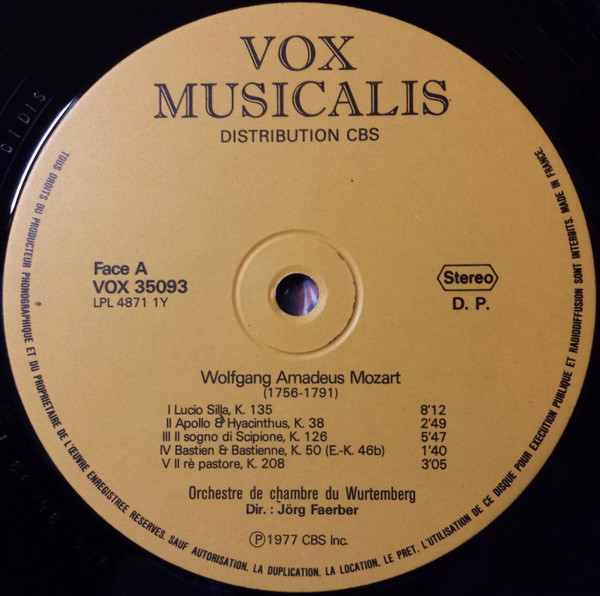 VOX
MUSICALIS
DISTRIBUTION CBS
CIDIS
Face A
VOX 35093
LPL 4871 1Y
Stereo
D. P.
Wolfgang Amadeus Mozart
(1756-1791)
I Lucio Silla, K. 135 8'12
II Apollo & Hyacinthus, K. 38 2'49
III Il sogno di Scipione, K. 126 5'47
IV Bastien & Bastienne, K. 50 (E.-K. 46b) 1'40
V Il rè pastore, K. 208 3'05
Orchestre de chambre du Wurtemberg
Dir. : Jörg Faerber
Ⓟ 1977 CBS Inc.
TOUS DROITS DU PRODUCTEUR PHONOGRAPHIQUE ET DU PROPRIETAIRE DE L'ŒUVRE ENREGISTREE RESERVES. SAUF AUTORISATION. LA DUPLICATION. LA LOCATION. LE PRET. L'UTILISATION DE CE DISQUE POUR EXECUTION PUBLIQUE ET RADIODIFFUSION SONT INTERDITS. MADE IN FRANCE.